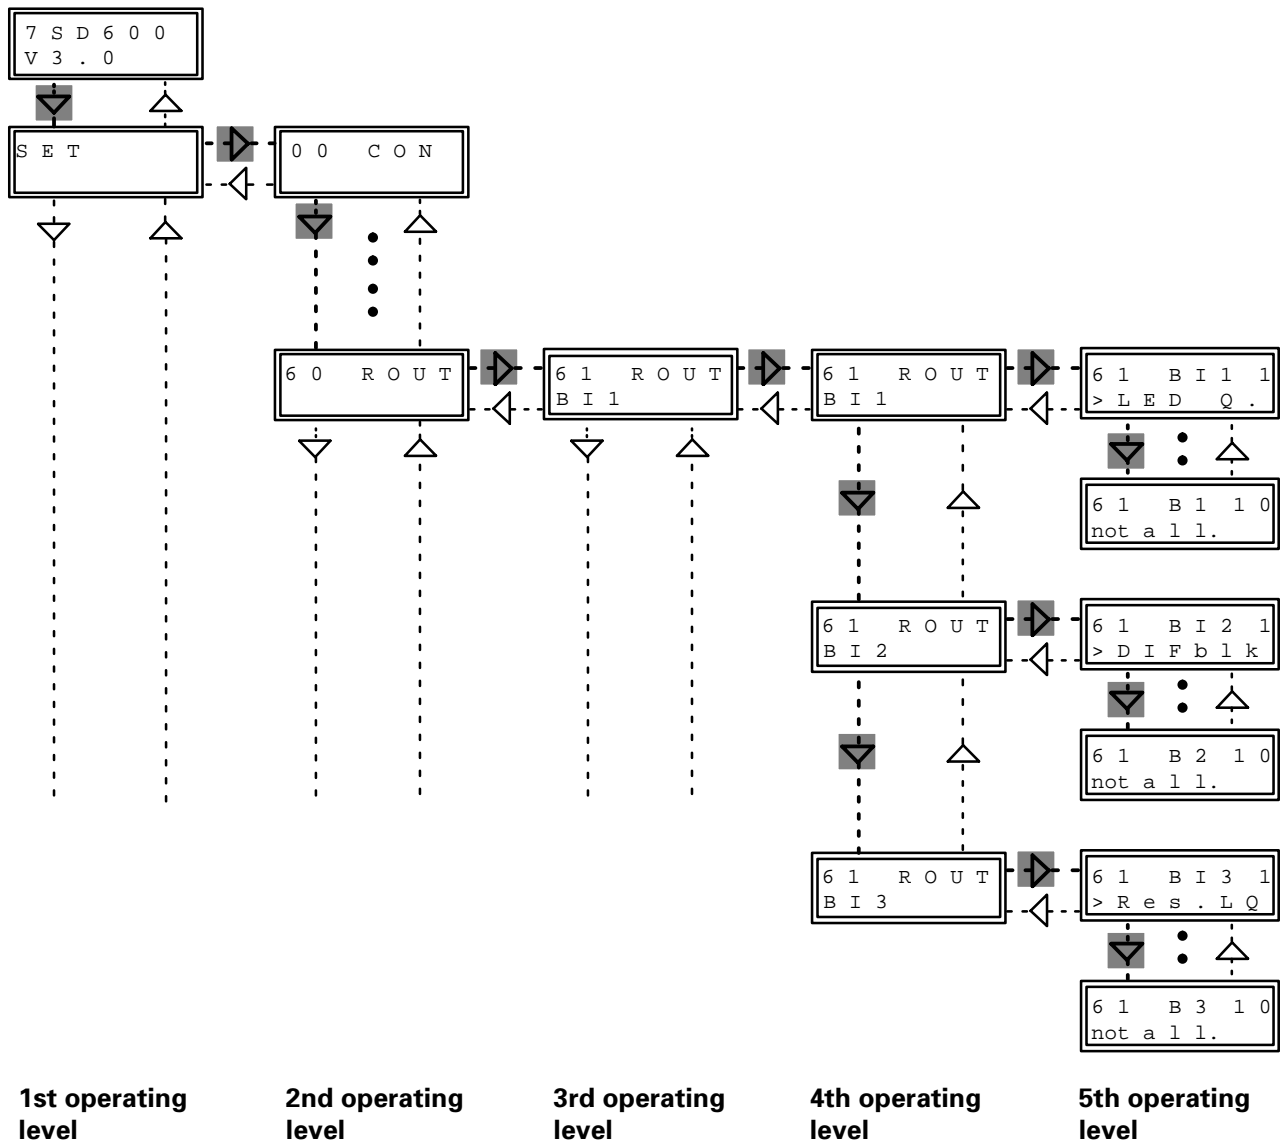 7SD600
V3.0
SET
00 CON
60 ROUT
61 ROUT
BI1
61 ROUT
BI1
61 BI1 1
>LED Q.
61 B1 10
not all.
61 ROUT
BI2
61 BI2 1
>DIFblk
61 B2 10
not all.
61 ROUT
BI3
61 BI3 1
>Res.LQ
61 B3 10
not all.
1st operating
level
2nd operating
level
3rd operating
level
4th operating
level
5th operating
level